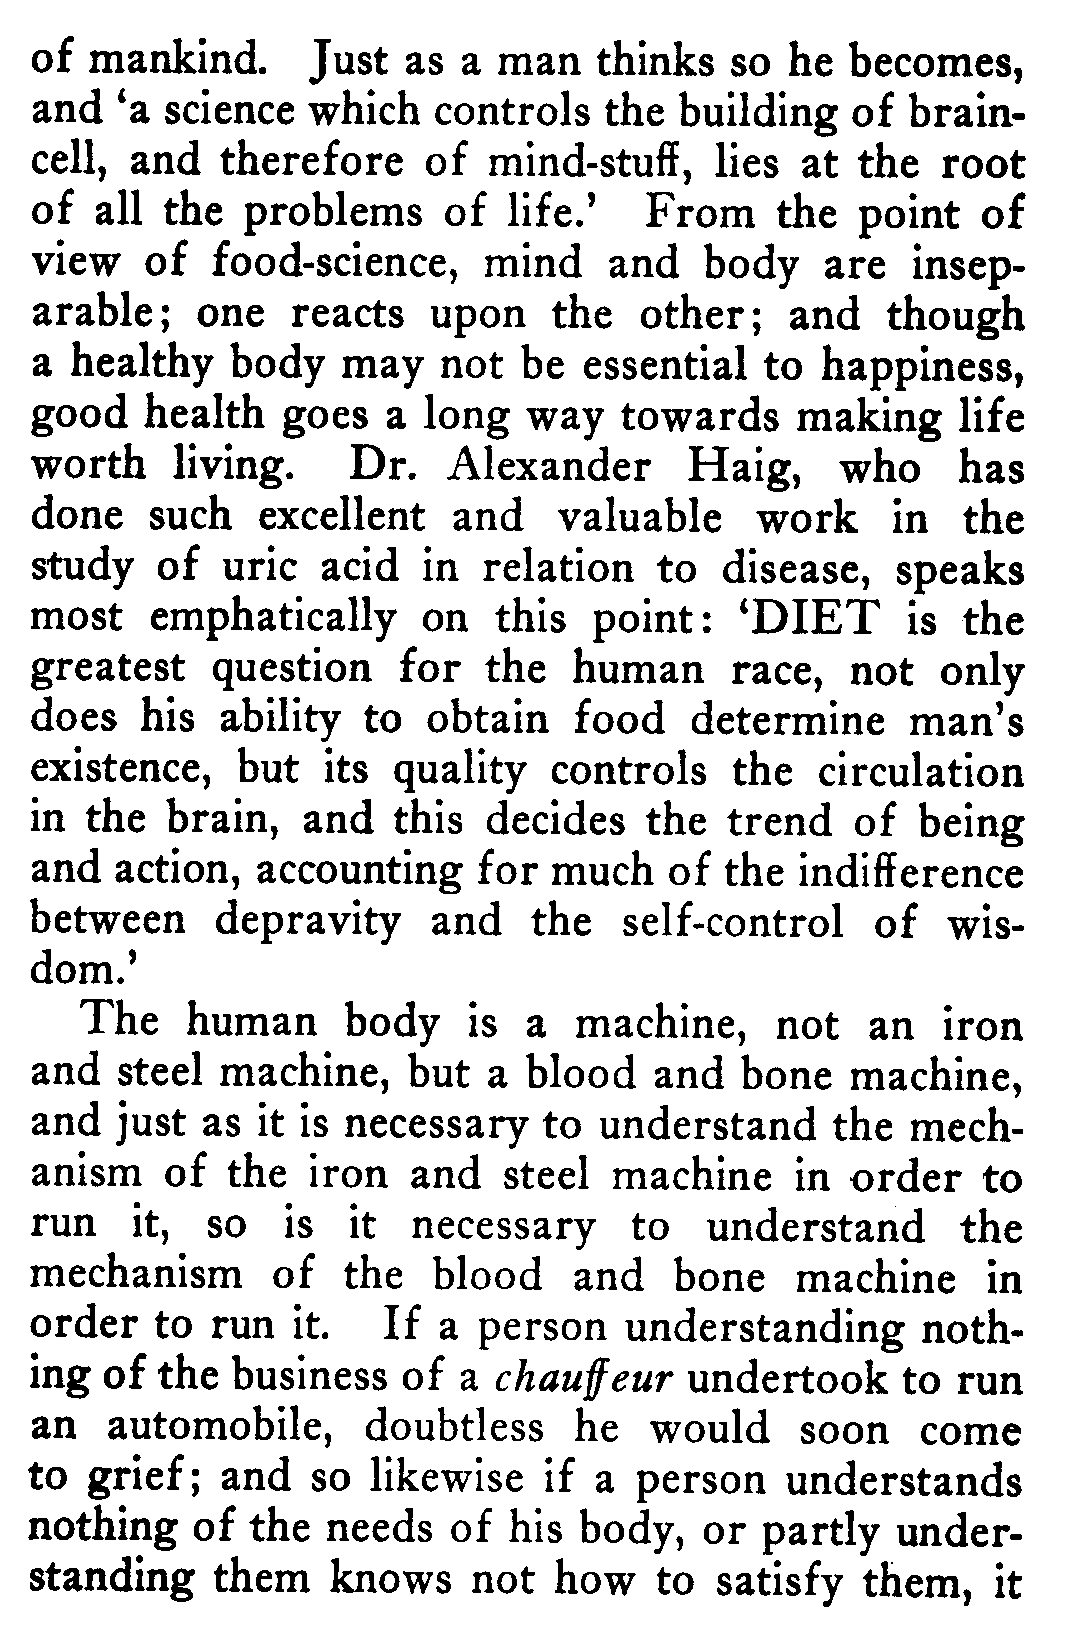 of mankind. Just as a man thinks so he becomes,
and ‘a science which controls the building of brain-
cell, and therefore of mind-stuff, lies at the root
of all the problems of life.’ From the point of
view of food-science, mind and body are insep-
arable; one reacts upon the other; and though
a healthy body may not be essential to happiness,
good health goes a long way towards making life
worth living. Dr. Alexander Haig, who has
done such excellent and valuable work in the
study of uric acid in relation to disease, speaks
most emphatically on this point: ‘DIET is the
greatest question for the human race, not only
does his ability to obtain food determine man’s
existence, but its quality controls the circulation
in the brain, and this decides the trend of being
and action, accounting for much of the indifference
between depravity and the self-control of wis-
dom.’
The human body is a machine, not an iron
and steel machine, but a blood and bone machine,
and just as it is necessary to understand the mech-
anism of the iron and steel machine in order to
run it, so is it necessary to understand the
mechanism of the blood and bone machine in
order to run it. If a person understanding noth-
ing of the business of a chauffeur undertook to run
an automobile, doubtless he would soon come
to grief; and so likewise if a person understands
nothing of the needs of his body, or partly under-
standing them knows not how to satisfy them, it